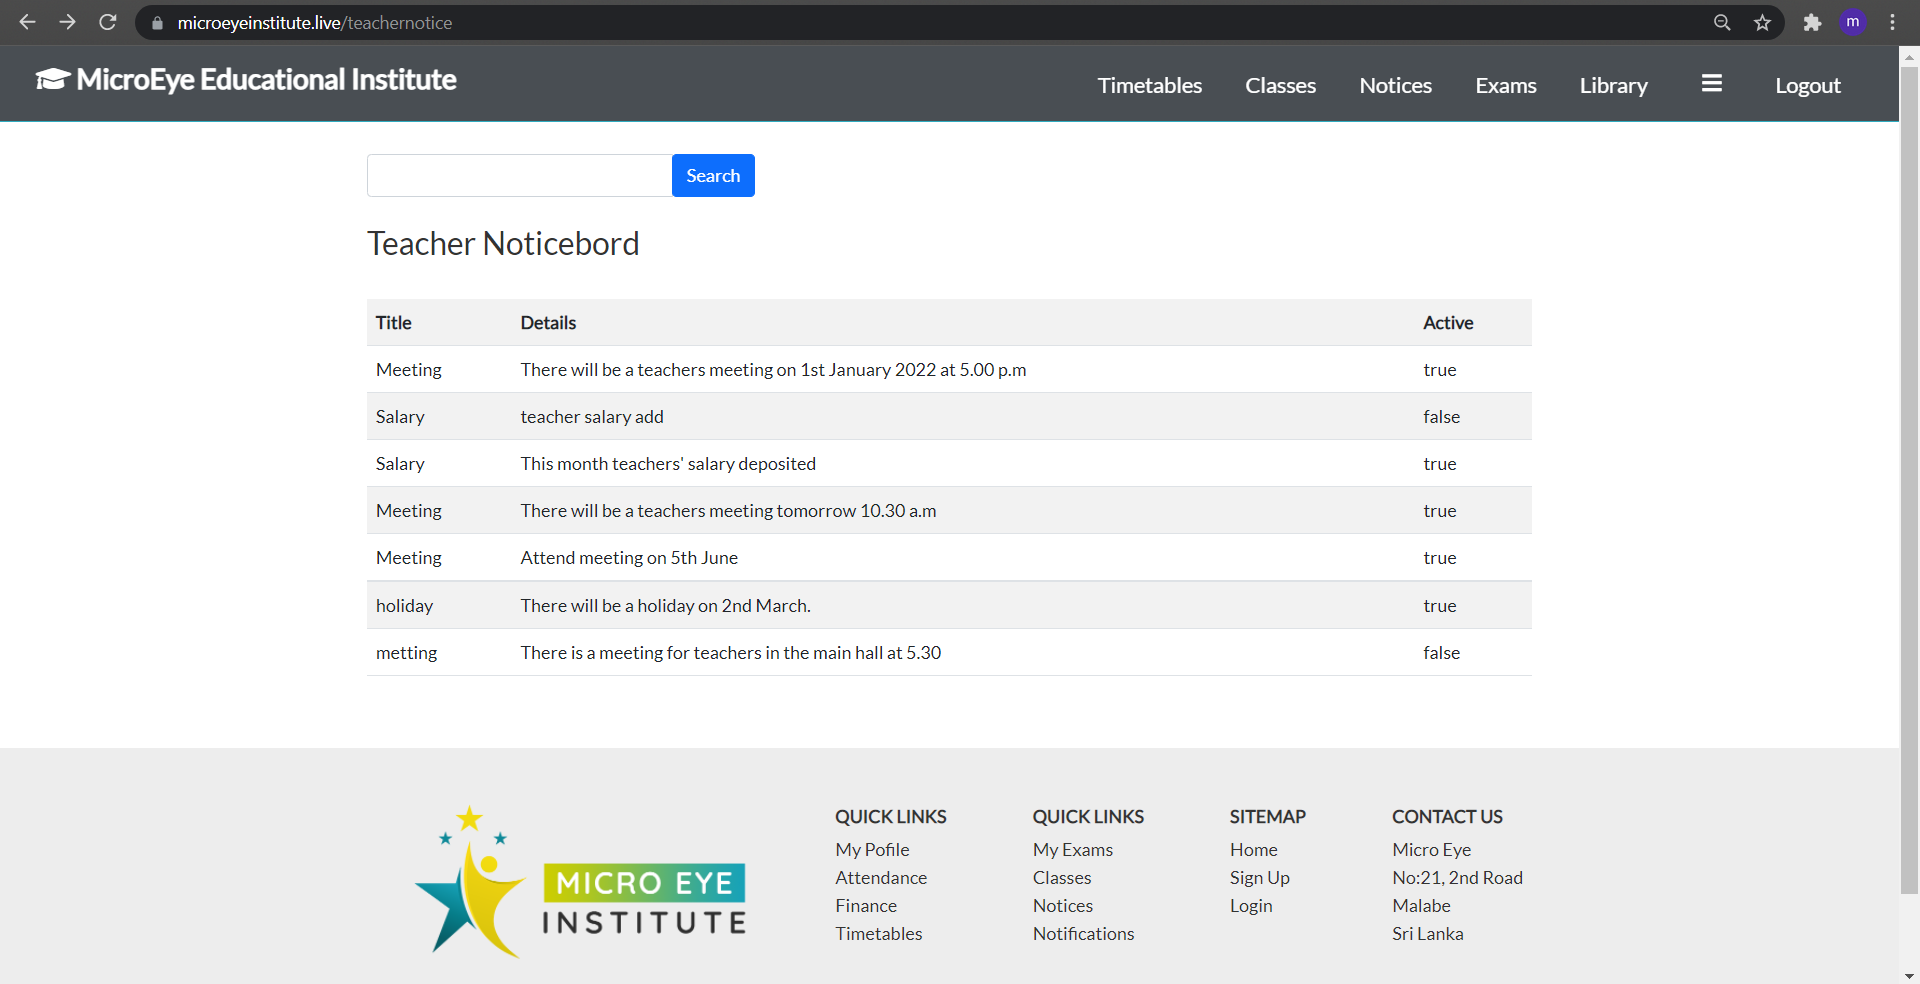 microeyeinstitute.live/teachernotice
m
MicroEye Educational Institute
Timetables Classes Notices Exams Library Logout
Search
Teacher Noticebord
Title Details Active
Meeting There will be a teachers meeting on 1st January 2022 at 5.00 p.m true
Salary teacher salary add false
Salary This month teachers' salary deposited true
Meeting There will be a teachers meeting tomorrow 10.30 a.m true
Meeting Attend meeting on 5th June true
holiday There will be a holiday on 2nd March. true
metting There is a meeting for teachers in the main hall at 5.30 false
MICRO EYE
INSTITUTE
QUICK LINKS
My Pofile
Attendance
Finance
Timetables
QUICK LINKS
My Exams
Classes
Notices
Notifications
SITEMAP
Home
Sign Up
Login
CONTACT US
Micro Eye
No:21, 2nd Road
Malabe
Sri Lanka